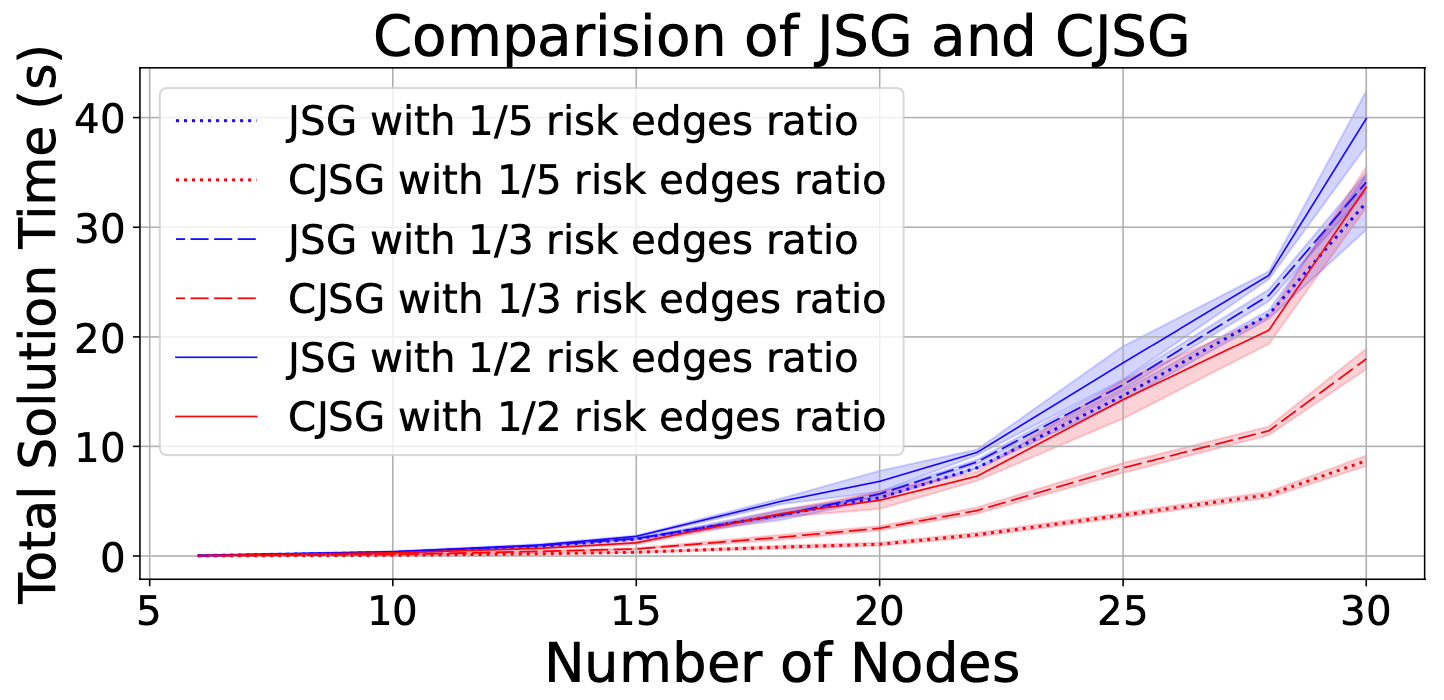 Comparision of JSG and CJSG
Total Solution Time (s)
40
30
20
10
0
JSG with 1/5 risk edges ratio
CJSG with 1/5 risk edges ratio
JSG with 1/3 risk edges ratio
CJSG with 1/3 risk edges ratio
JSG with 1/2 risk edges ratio
CJSG with 1/2 risk edges ratio
5 10 15 20 25 30
Number of Nodes